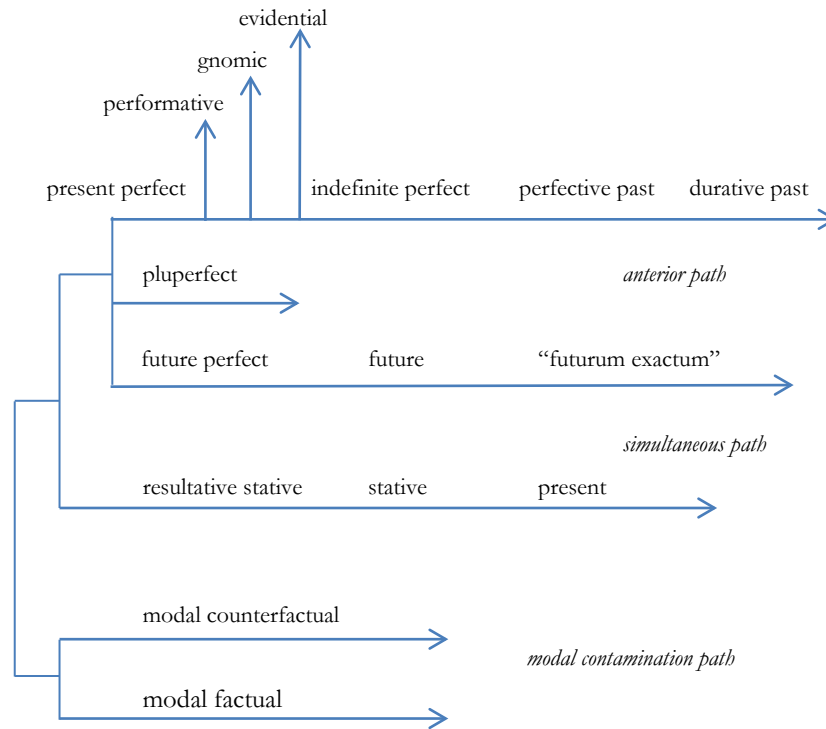 evidential
gnomic
performative
present perfect indefinite perfect perfective past durative past
pluperfect anterior path
future perfect future “futurum exactum”
simultaneous path
resultative stative stative present
modal counterfactual
modal contamination path
modal factual